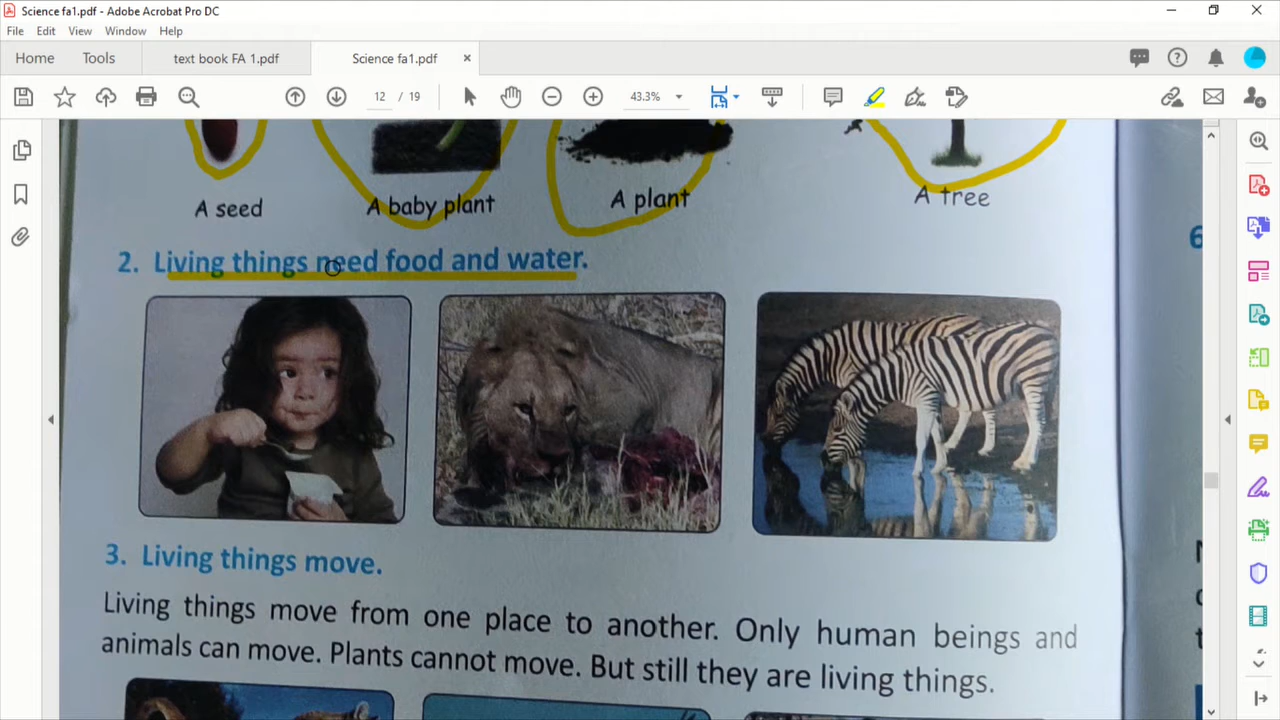 Science fa1.pdf - Adobe Acrobat Pro DC
File Edit View Window Help
Home Tools text book FA 1.pdf Science fa1.pdf ×
12 / 19 43.3%
A seed A baby plant A plant A tree
2. Living things need food and water.
6
3. Living things move.
Living things move from one place to another. Only human beings and
animals can move. Plants cannot move. But still they are living things.